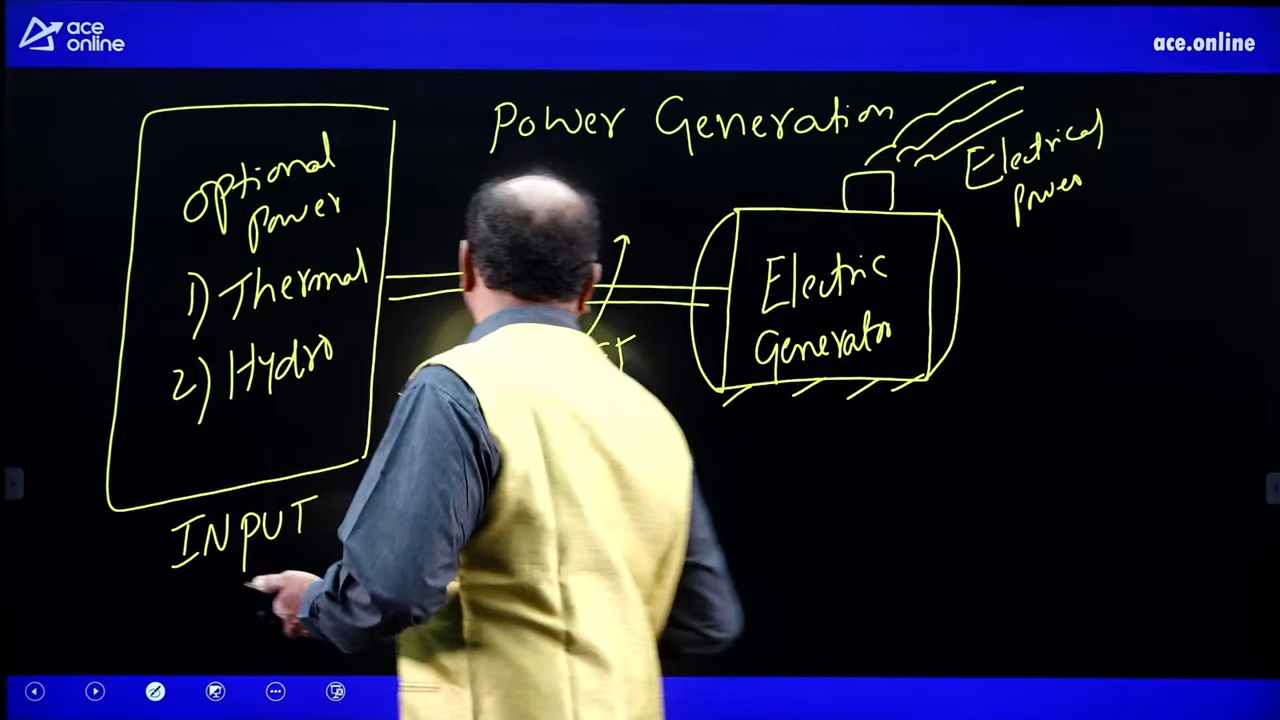 ace
online
ace.online
Power Generation
optional
power
1) Thermal
2) Hydro
INPUT
Electric
Generator
Electrical
power